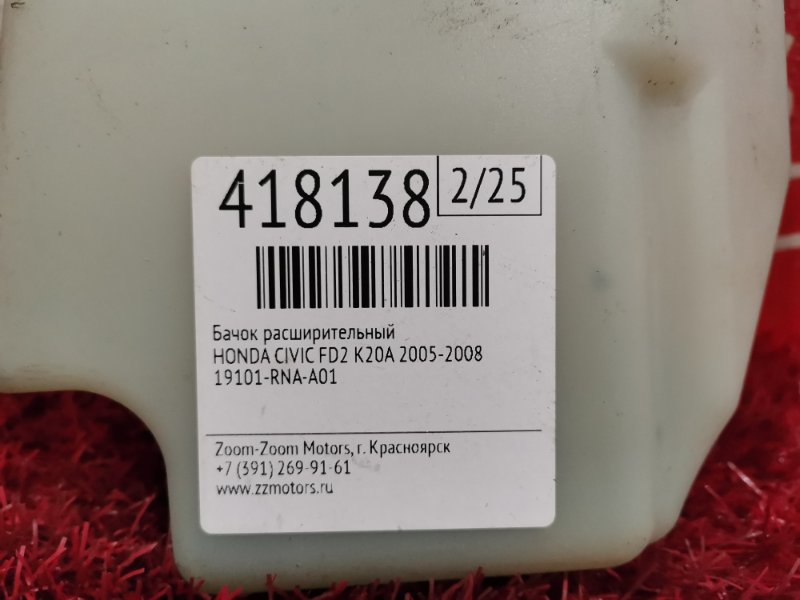 418138 2/25
Бачок расширительный
HONDA CIVIC FD2 K20A 2005-2008
19101-RNA-A01
Zoom-Zoom Motors, г. Красноярск
+7 (391) 269-91-61
www.zzmotors.ru